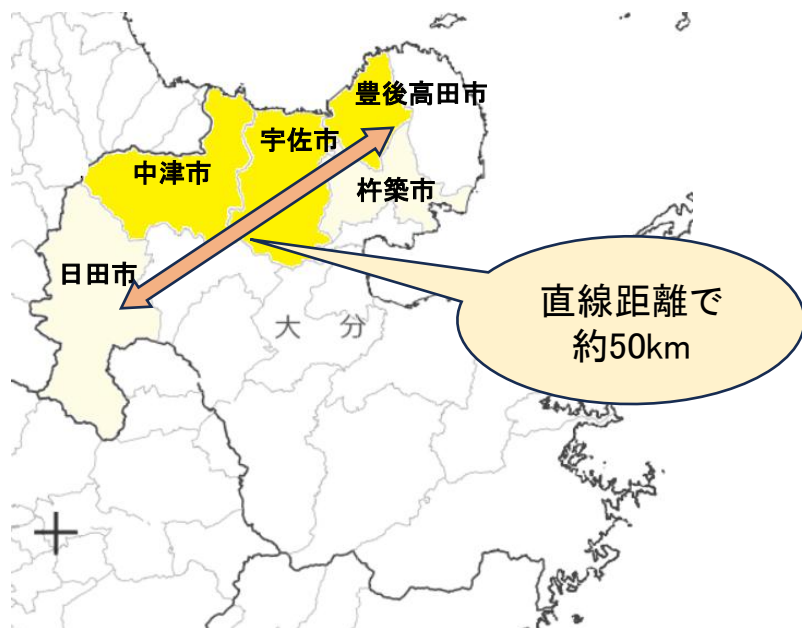 豊後高田市
宇佐市
中津市
杵築市
日田市
大分
直線距離で
約50km